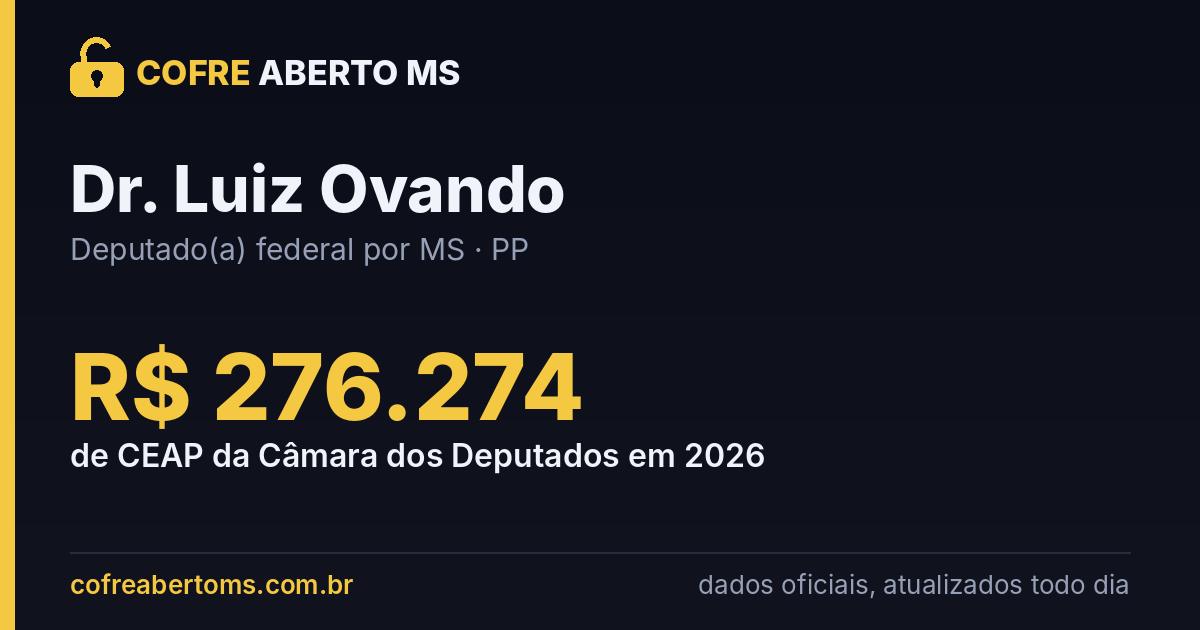 COFRE ABERTO MS
Dr. Luiz Ovando
Deputado(a) federal por MS · PP
R$ 276.274
de CEAP da Câmara dos Deputados em 2026
cofreabertoms.com.br
dados oficiais, atualizados todo dia